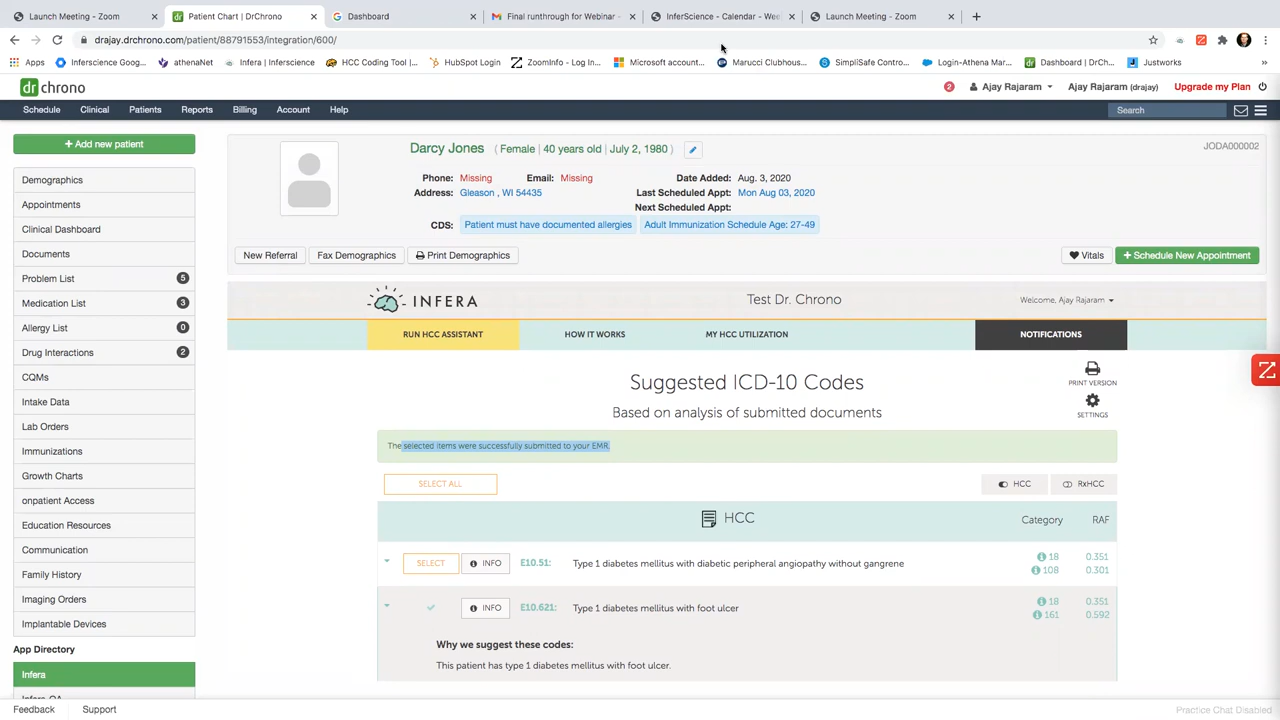 Launch Meeting - Zoom
Patient Chart | DrChrono
Dashboard
Final runthrough for Webinar -
InferScience - Calendar - Wee
Launch Meeting - Zoom
drajay.drchrono.com/patient/88791553/integration/600/
Apps
Inferscience Goog...
athenaNet
Infera | Inferscience
HCC Coding Tool |...
HubSpot Login
ZoomInfo - Log In...
Microsoft account...
Marucci Clubhous...
SimpliSafe Contro...
Login-Athena Mar...
Dashboard | DrCh...
Justworks
drchrono
2
Ajay Rajaram
Ajay Rajaram (drajay)
Upgrade my Plan
Schedule
Clinical
Patients
Reports
Billing
Account
Help
Search
+ Add new patient
Demographics
Appointments
Clinical Dashboard
Documents
Problem List 5
Medication List 3
Allergy List 0
Drug Interactions 2
CQMs
Intake Data
Lab Orders
Immunizations
Growth Charts
onpatient Access
Education Resources
Communication
Family History
Imaging Orders
Implantable Devices
App Directory
Infera
Infera QA
Feedback
Support
Darcy Jones ( Female | 40 years old | July 2, 1980 )
JODA000002
Phone: Missing Email: Missing
Address: Gleason , WI 54435
Date Added: Aug. 3, 2020
Last Scheduled Appt: Mon Aug 03, 2020
Next Scheduled Appt:
CDS: Patient must have documented allergies Adult Immunization Schedule Age: 27-49
New Referral
Fax Demographics
Print Demographics
Vitals
+ Schedule New Appointment
INFERA
Test Dr. Chrono
Welcome, Ajay Rajaram
RUN HCC ASSISTANT
HOW IT WORKS
MY HCC UTILIZATION
NOTIFICATIONS
Suggested ICD-10 Codes
Based on analysis of submitted documents
PRINT VERSION
SETTINGS
The selected items were successfully submitted to your EMR.
SELECT ALL
HCC
RxHCC
HCC
Category
RAF
SELECT
INFO
E10.51: Type 1 diabetes mellitus with diabetic peripheral angiopathy without gangrene
18 0.351
108 0.301
INFO
E10.621: Type 1 diabetes mellitus with foot ulcer
18 0.351
161 0.592
Why we suggest these codes:
This patient has type 1 diabetes mellitus with foot ulcer.
Practice Chat Disabled